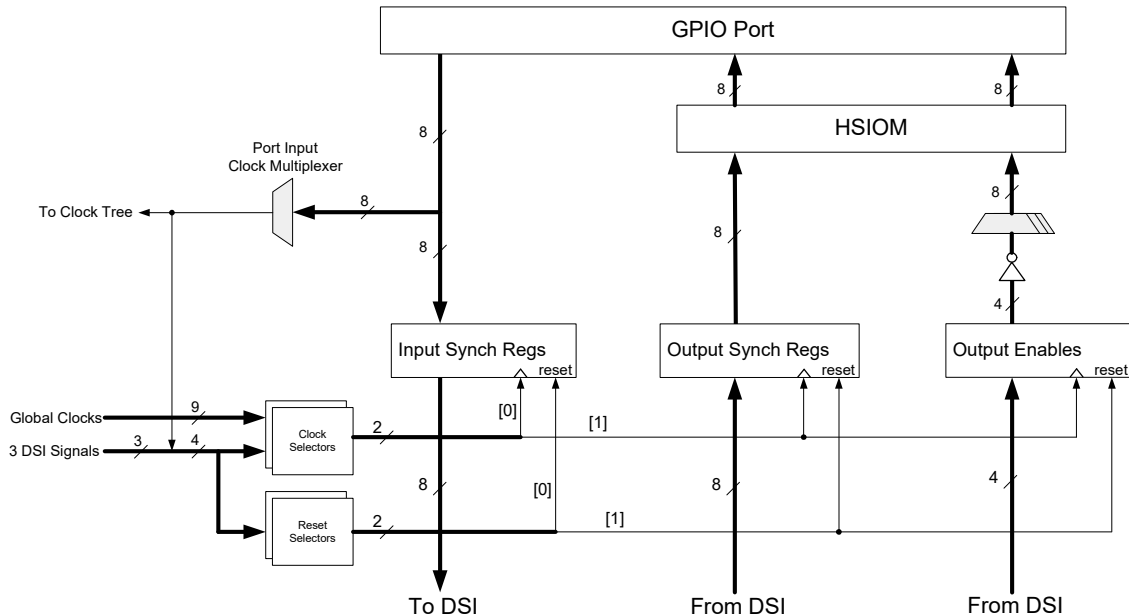 GPIO Port
8
8
8
HSIOM
Port Input
Clock Multiplexer
8
To Clock Tree
8
8
8
4
Input Synch Regs
reset
Output Synch Regs
reset
Output Enables
reset
Global Clocks
9
[0]
[1]
Clock
Selectors
2
3 DSI Signals
3
4
8
[0]
8
4
Reset
Selectors
2
[1]
To DSI
From DSI
From DSI